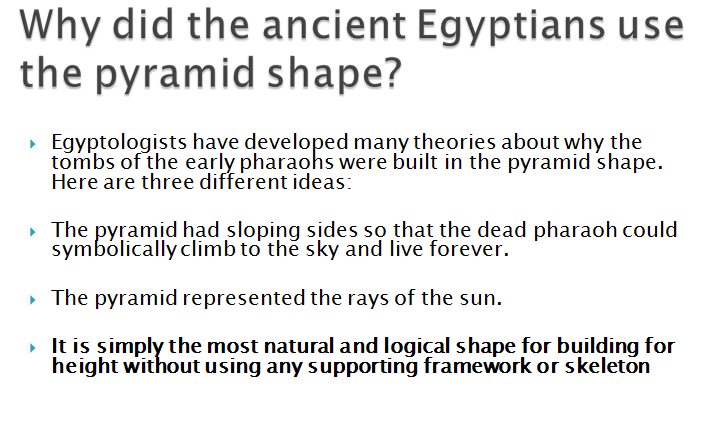 Why did the ancient Egyptians use
the pyramid shape?
Egyptologists have developed many theories about why the
tombs of the early pharaohs were built in the pyramid shape.
Here are three different ideas:
The pyramid had sloping sides so that the dead pharaoh could
symbolically climb to the sky and live forever.
The pyramid represented the rays of the sun.
It is simply the most natural and logical shape for building for
height without using any supporting framework or skeleton